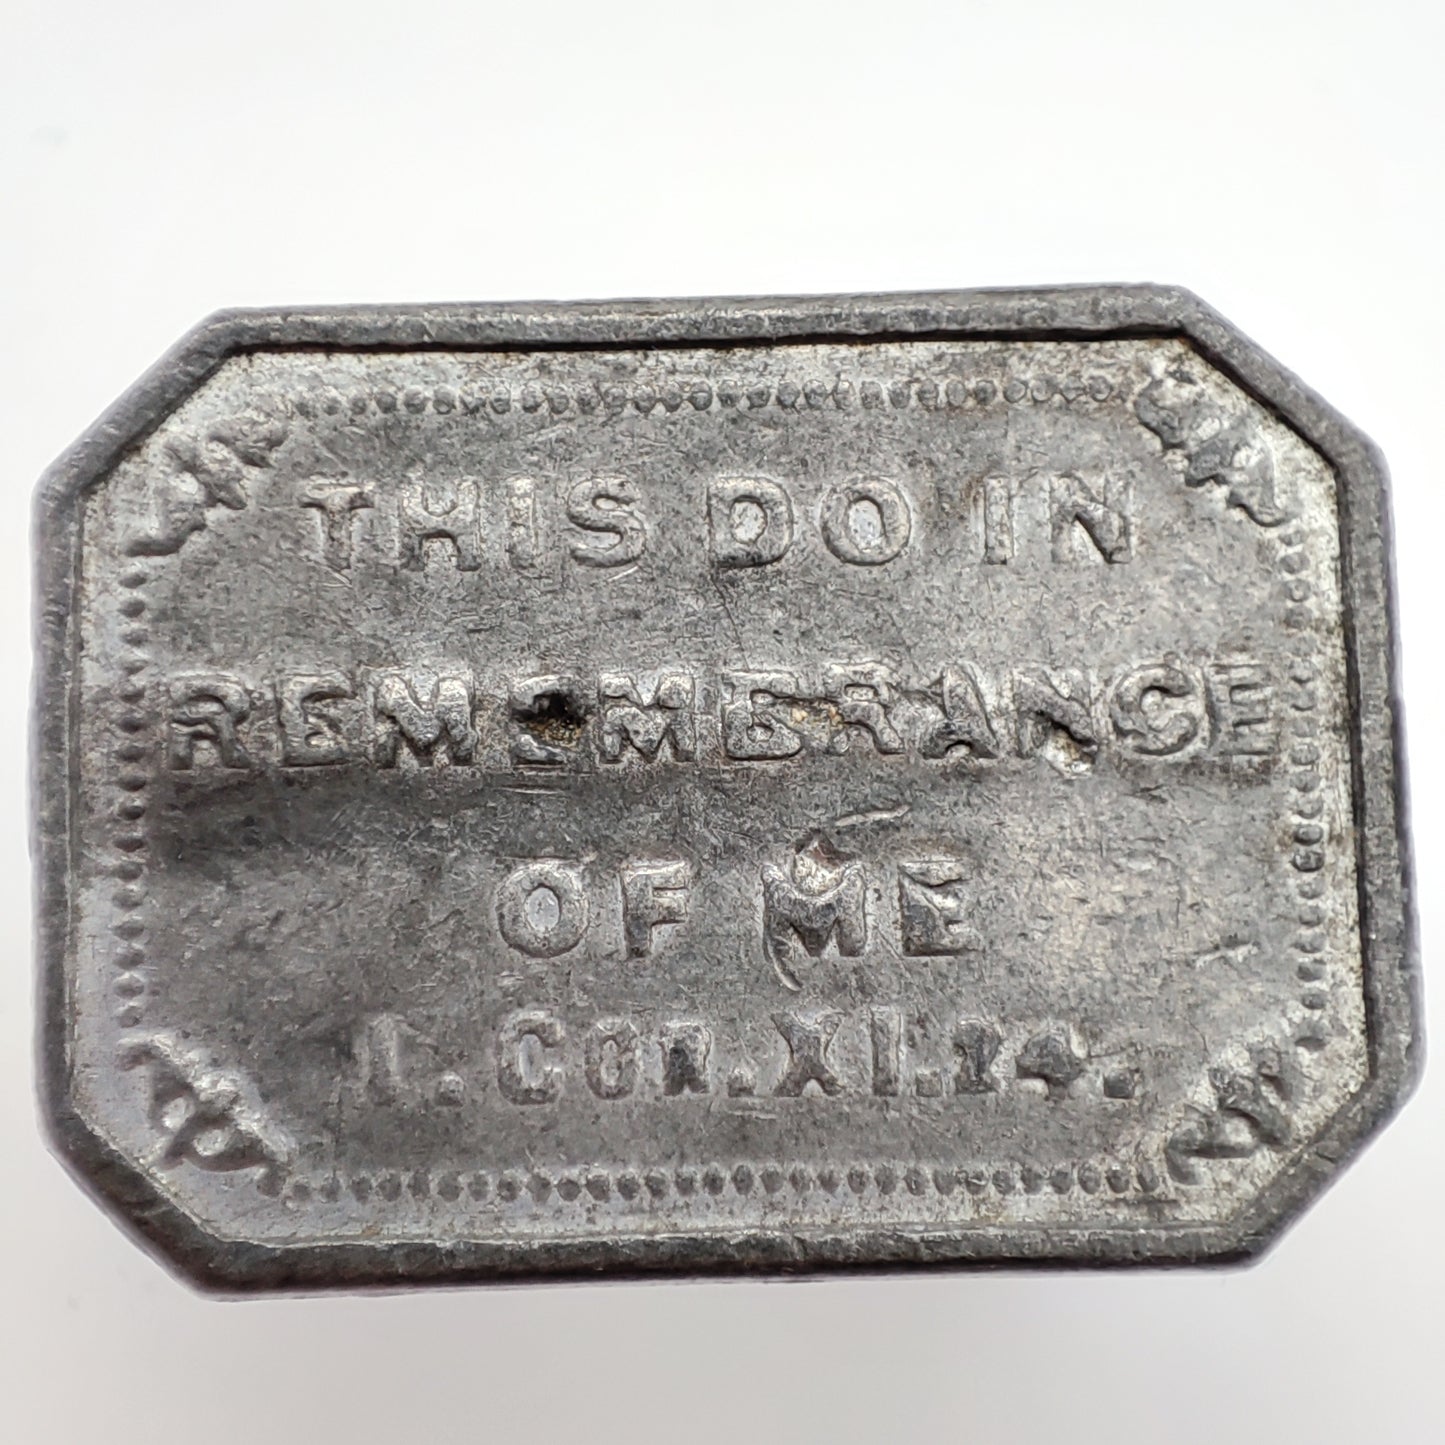 THIS DO IN
REMEMBRANCE
OF ME
1. COR. XI. 24.